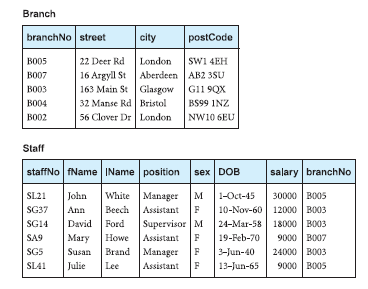 Branch
branchNo street city postCode
B005 22 Deer Rd London SW1 4EH
B007 16 Argyll St Aberdeen AB2 3SU
B003 163 Main St Glasgow G11 9QX
B004 32 Manse Rd Bristol BS99 1NZ
B002 56 Clover Dr London NW10 6EU
Staff
staffNo fName lName position sex DOB salary branchNo
SL21 John White Manager M 1-Oct-45 30000 B005
SG37 Ann Beech Assistant F 10-Nov-60 12000 B003
SG14 David Ford Supervisor M 24-Mar-58 18000 B003
SA9 Mary Howe Assistant F 19-Feb-70 9000 B007
SG5 Susan Brand Manager F 3-Jun-40 24000 B003
SL41 Julie Lee Assistant F 13-Jun-65 9000 B005